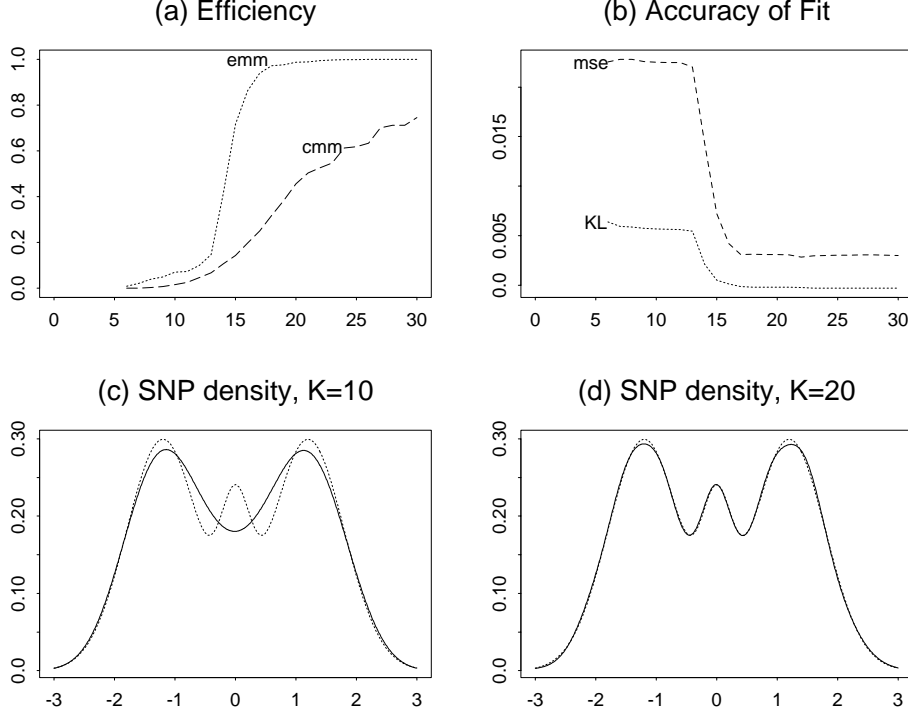 (a) Efficiency
(b) Accuracy of Fit
1.0
0.8
0.6
0.4
0.2
0.0
emm
cmm
0 5 10 15 20 25 30
0.015
0.005
0.0
mse
KL
0 5 10 15 20 25 30
(c) SNP density, K=10
(d) SNP density, K=20
0.30
0.20
0.10
0.0
-3 -2 -1 0 1 2 3
0.30
0.20
0.10
0.0
-3 -2 -1 0 1 2 3